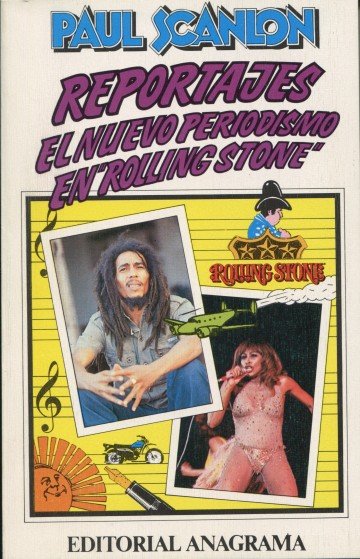 PAUL SCANLON
REPORTAJES
EL NUEVO PERIODISMO
EN "ROLLING STONE"
ROLLING STONE
EDITORIAL ANAGRAMA